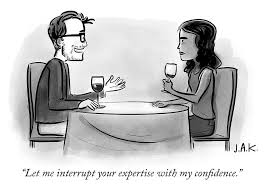 J.A.K.
“Let me interrupt your expertise with my confidence.”